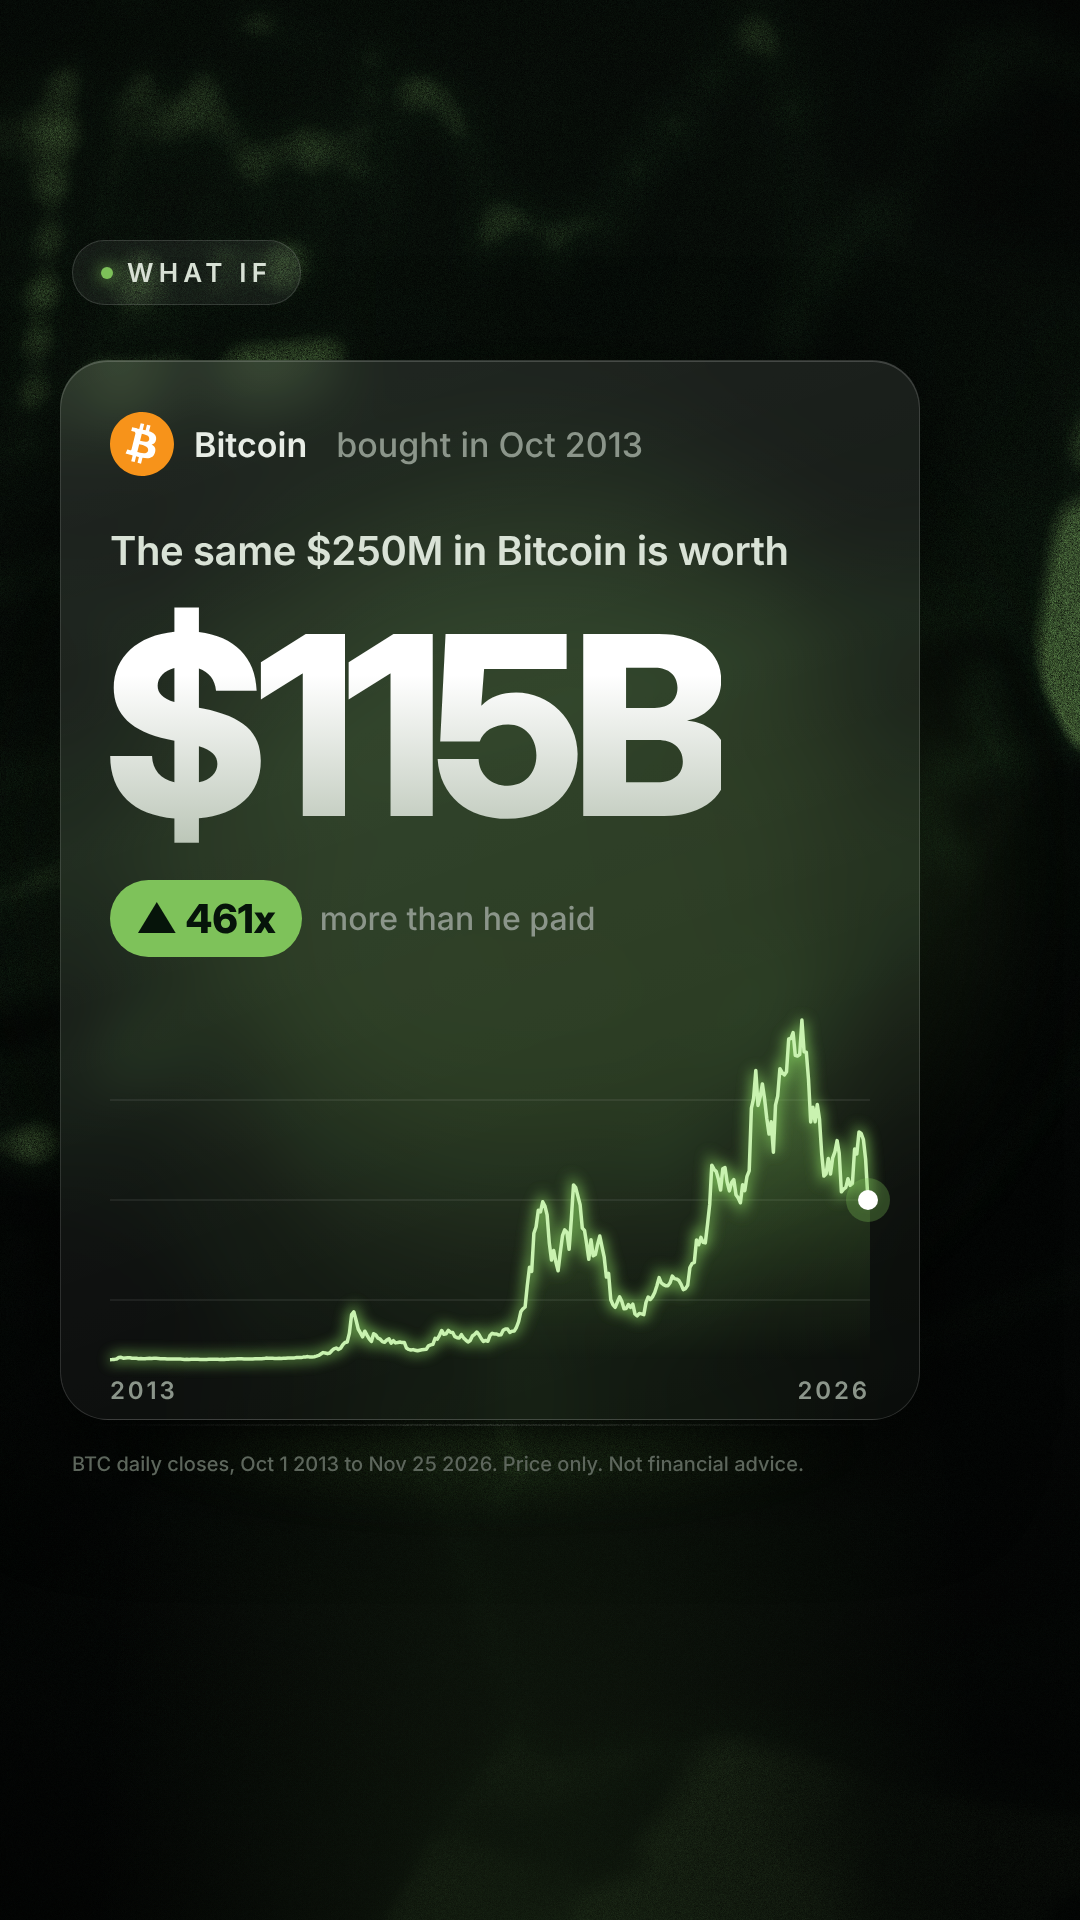 WHAT IF
Bitcoin bought in Oct 2013
The same $250M in Bitcoin is worth
$115B
▲ 461x more than he paid
2013 2026
BTC daily closes, Oct 1 2013 to Nov 25 2026. Price only. Not financial advice.